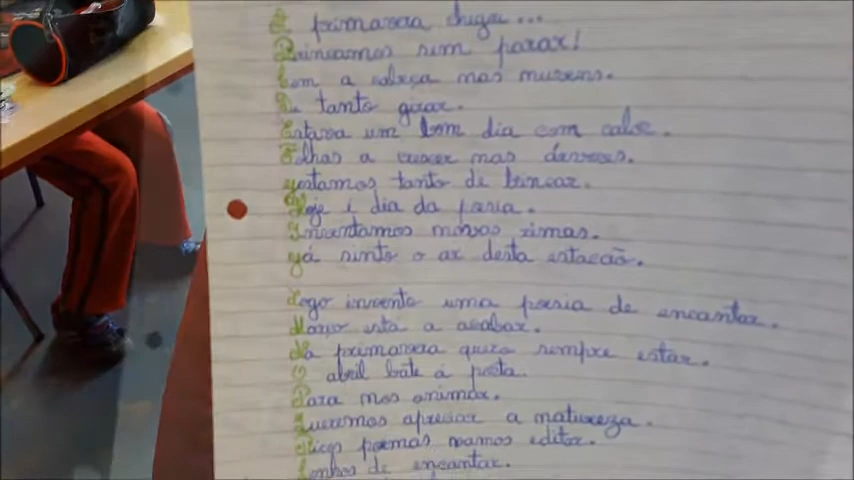 A primavera chegou...
Brincamos sem parar!
Com a cabeça nas nuvens.
De tanto girar.
Estava um bom dia com calor.
Folhas a crescer nas árvores.
gostamos tanto de brincar.
Hoje é dia da poesia.
Inventamos novas rimas.
já sinto o ar desta estação.
Logo invento uma poesia de encantar.
Março está a acabar.
Na primavera quero sempre estar.
O abril bate á porta.
Para nos animar.
Queremos apreciar a natureza.
poemas vamos editar.
Sonhos de encantar.